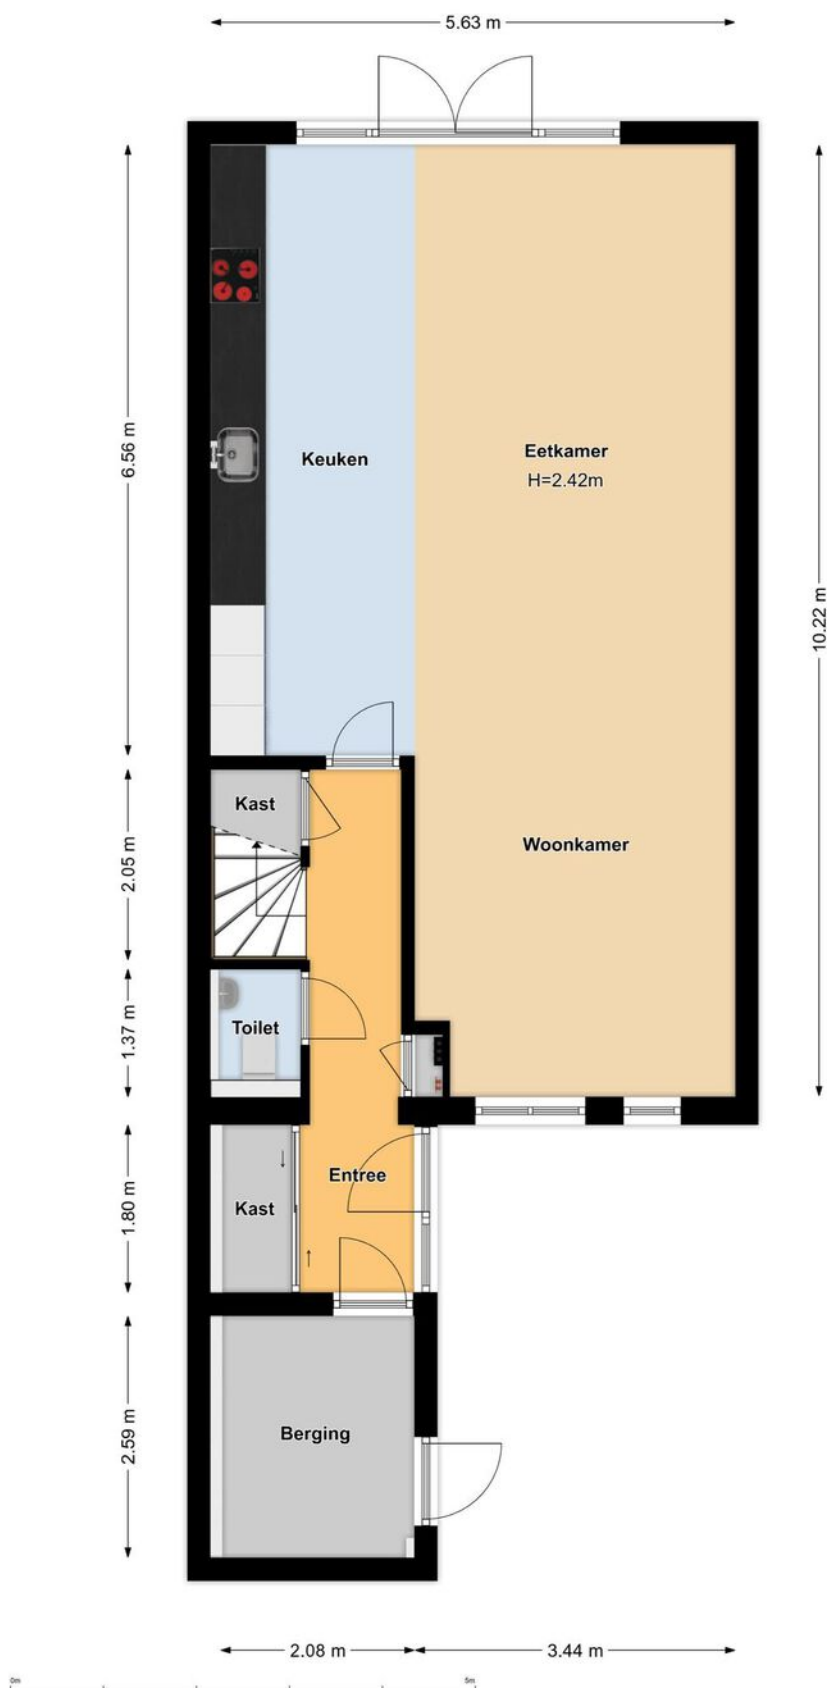 5.63 m
6.56 m
10.22 m
Keuken
Eetkamer
H=2.42m
Kast
2.05 m
Woonkamer
Toilet
1.37 m
Entree
Kast
1.80 m
Berging
2.59 m
2.08 m
3.44 m
0m
5m